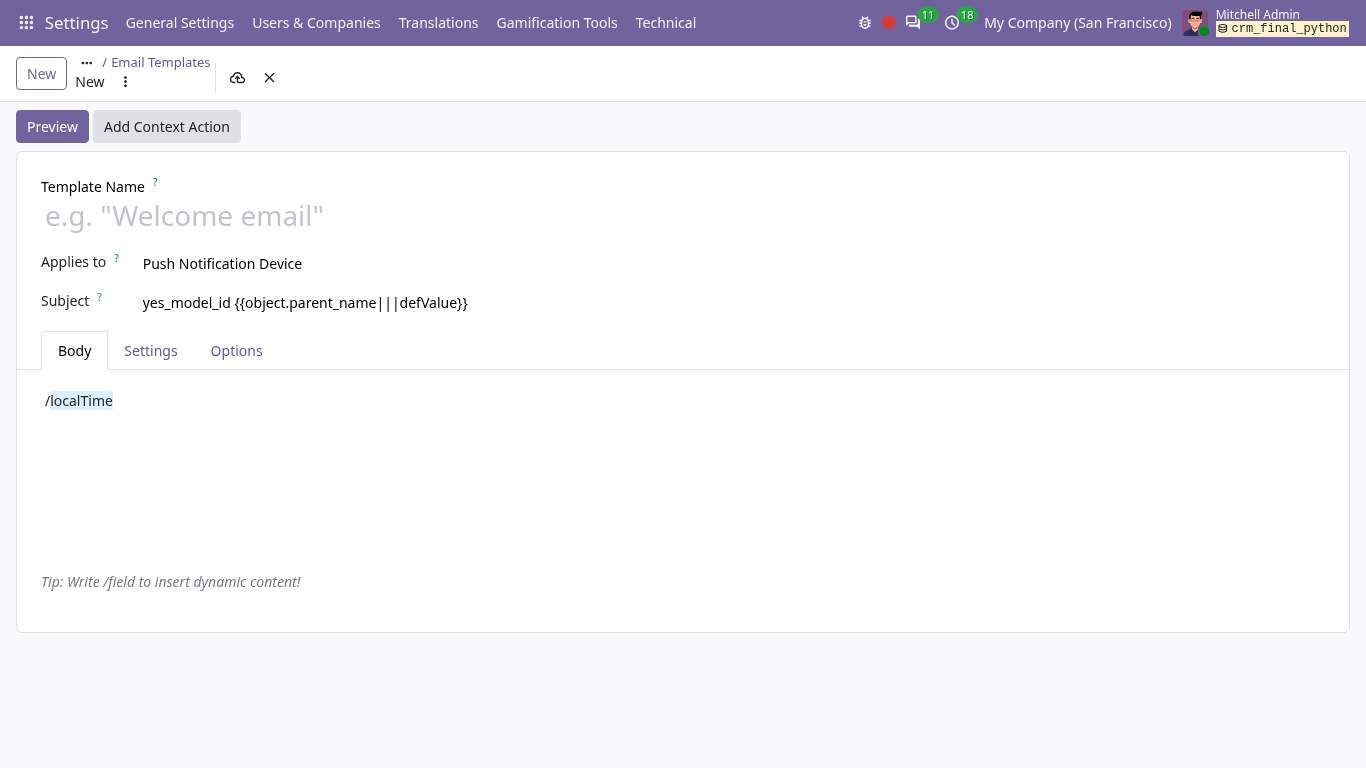 Settings General Settings Users & Companies Translations Gamification Tools Technical 11 18 My Company (San Francisco) Mitchell Admin
crm_final_python
New ... / Email Templates
New
Preview Add Context Action
Template Name ?
e.g. "Welcome email"
Applies to ? Push Notification Device
Subject ? yes_model_id {{object.parent_name|||defValue}}
Body Settings Options
/localTime
Tip: Write /field to insert dynamic content!